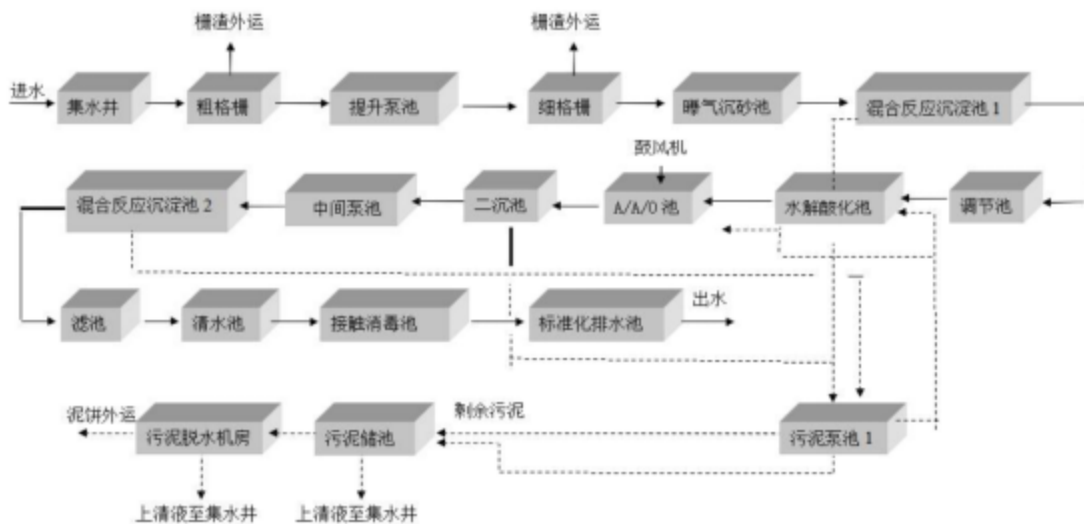 栅渣外运
栅渣外运
进水
集水井
粗格栅
提升泵池
细格栅
曝气沉砂池
混合反应沉淀池 1
鼓风机
混合反应沉淀池 2
中间泵池
二沉池
A/A/O 池
水解酸化池
调节池
滤池
清水池
接触消毒池
标准化排水池
出水
泥饼外运
污泥脱水机房
污泥储池
剩余污泥
污泥泵池 1
上清液至集水井
上清液至集水井